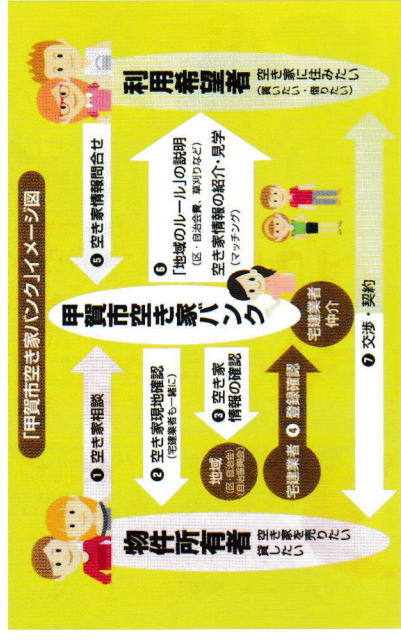 「甲賀市空き家バンク」イメージ図
物件所有者
空き家を売りたい
貸したい
❶ 空き家相談
❷ 空き家現地確認
(宅建業者も一緒に)
❸ 空き家
情報の確認
地域
(区・自治会)
(自治振興会)
宅建業者 ❹ 登録確認
甲賀市空き家バンク
宅建業者
仲介
❺ 空き家情報問合せ
❻ 「地域のルール」の説明
(区・自治会費、草刈りなど)
空き家情報の紹介・見学
(マッチング)
❼ 交渉・契約
利用希望者
空き家に住みたい
(買いたい・借りたい)